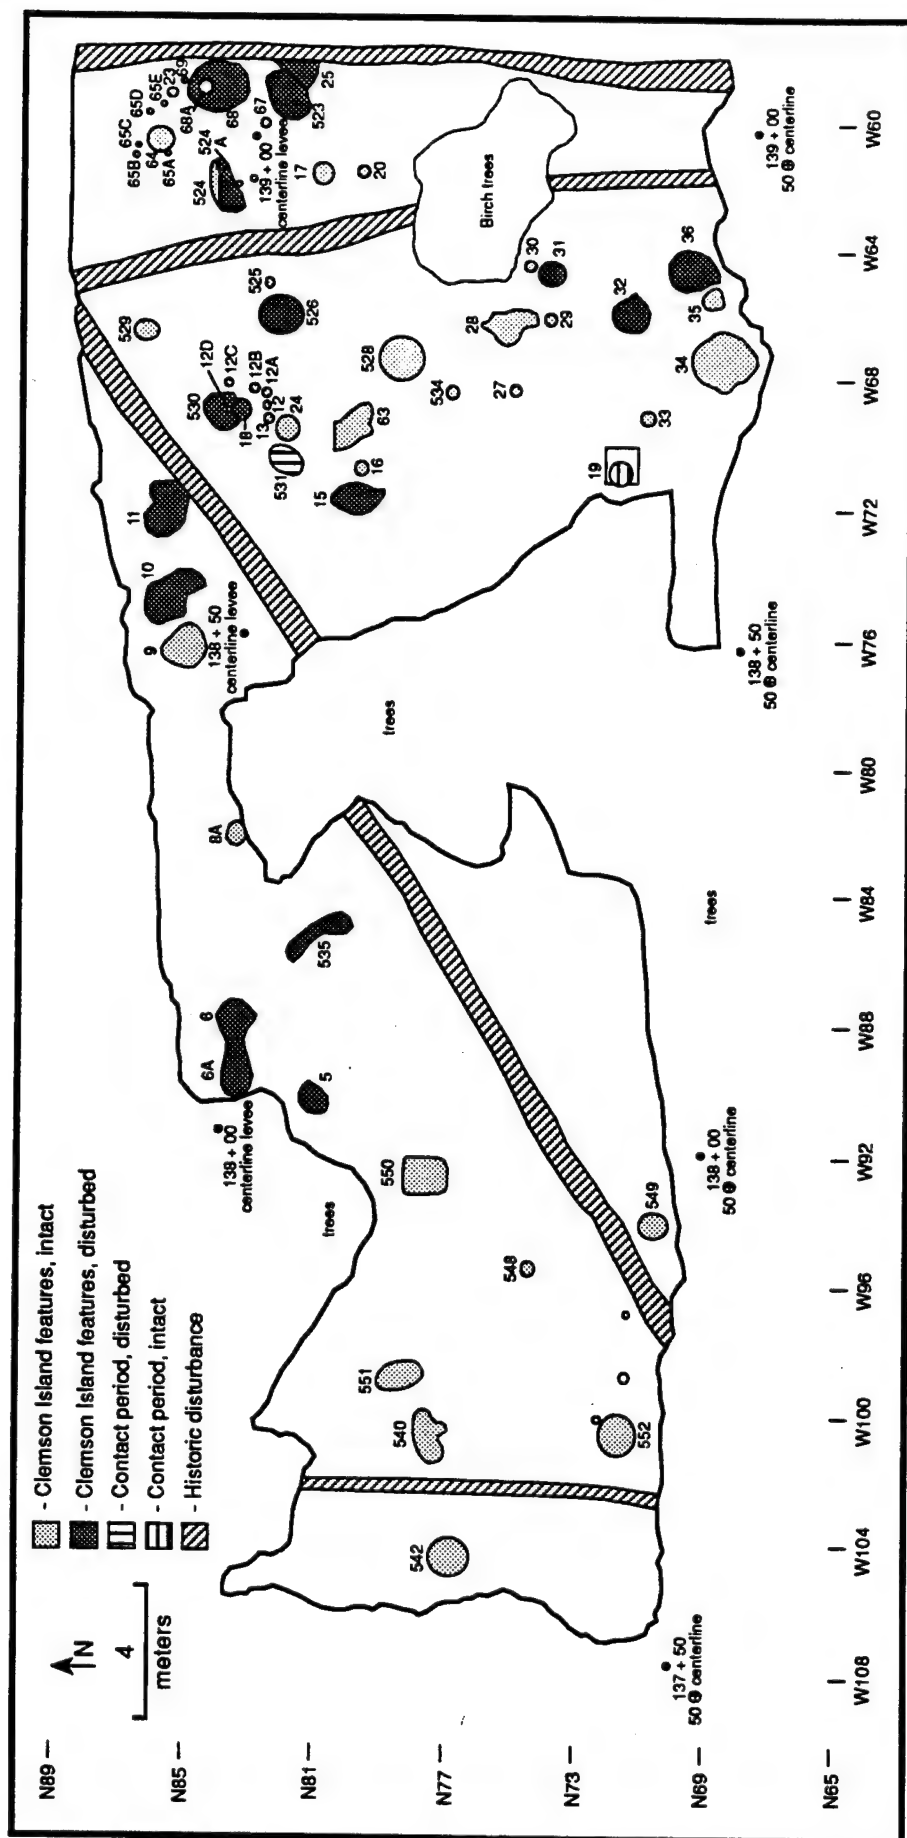 N89
N85
N81
N77
N73
N69
N65
W108
W104
W100
W96
W92
W88
W84
W80
W76
W72
W68
W64
W60
N
4
meters
- Clemson Island features, intact
- Clemson Island features, disturbed
- Contact period, disturbed
- Contact period, intact
- Historic disturbance
137 + 50
50 ⊕ centerline
138 + 00
50 ⊕ centerline
138 + 50
50 ⊕ centerline
139 + 00
50 ⊕ centerline
138 + 00
centerline levee
138 + 50
centerline levee
139 + 00
centerline levee
trees
trees
trees
Birch trees
542
540
551
552
548
549
550
5
6A
6
535
8A
9
10
11
529
530
12D
12C
12B
12A
12
13
18
24
531
15
16
63
525
526
528
534
27
28
29
30
31
32
33
19
34
35
36
65B
65C
65D
65E
64
65A
23
69
68A
68
524
524
A
67
25
523
17
20